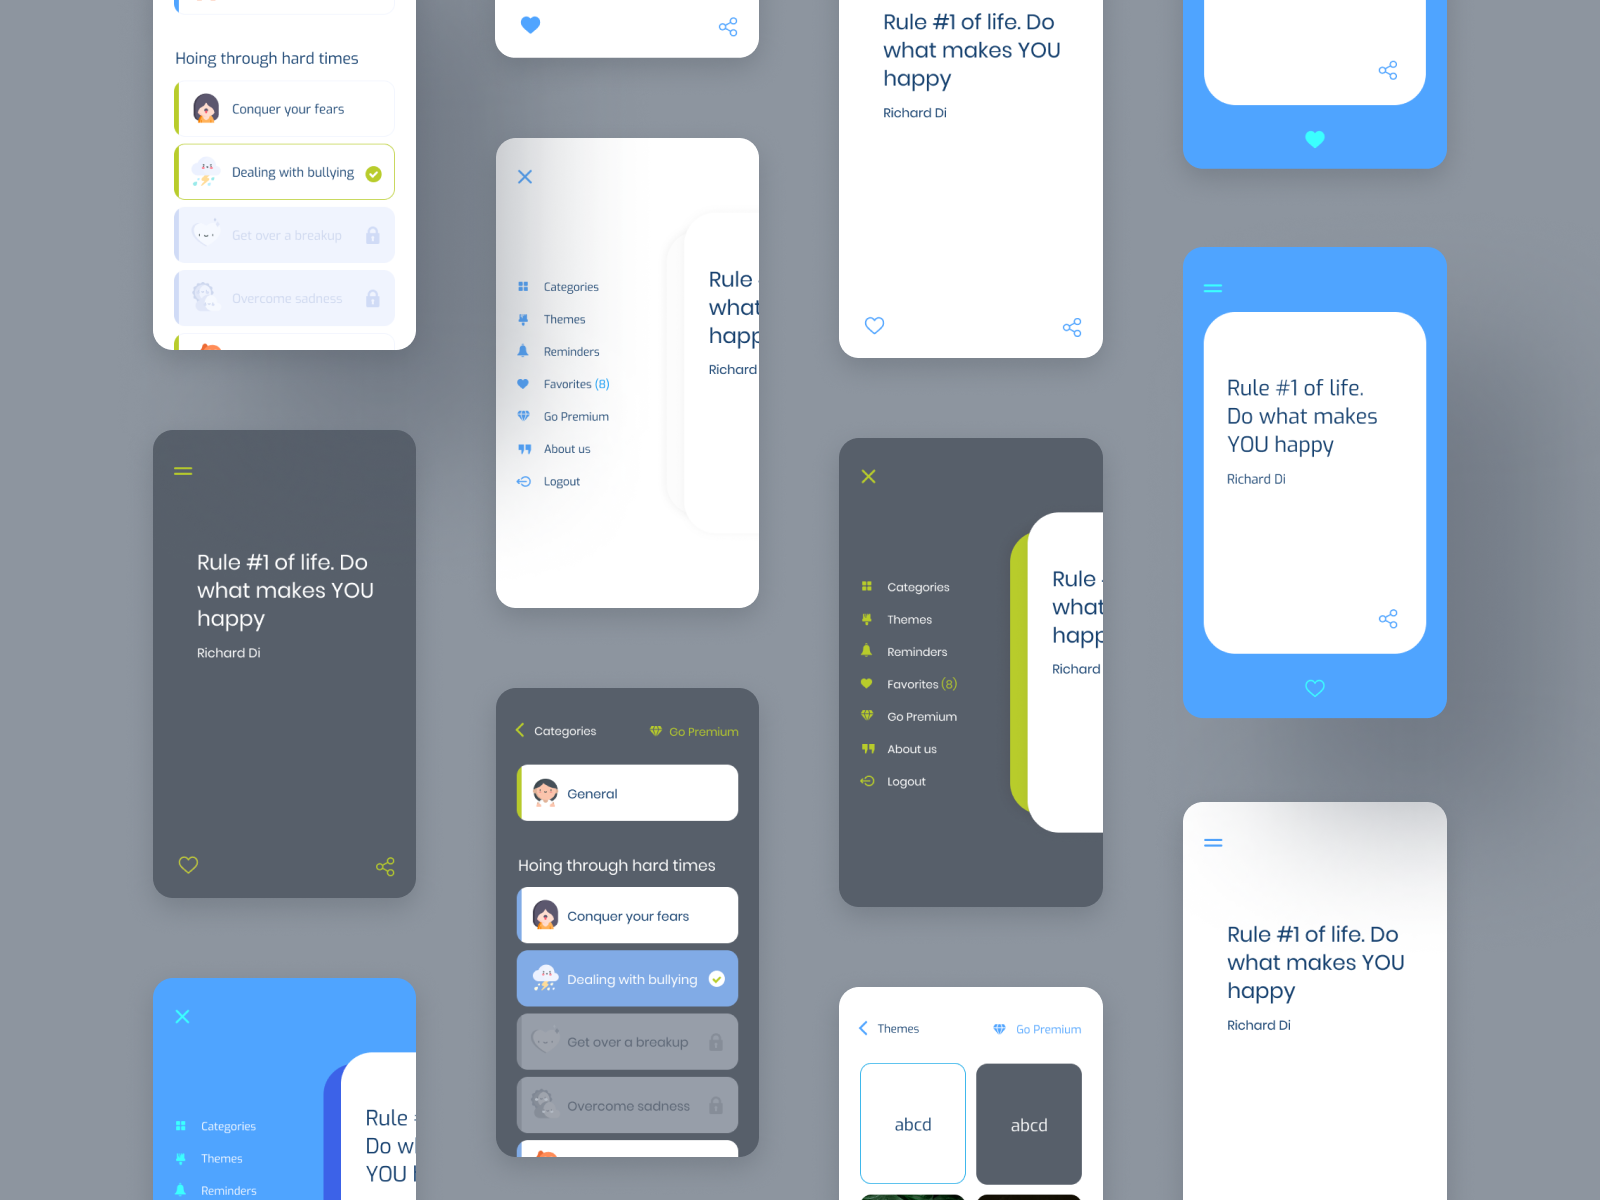 Hoing through hard times
Conquer your fears
Dealing with bullying
Get over a breakup
Overcome sadness
Rule #1 of life. Do
what makes YOU
happy
Richard Di
Categories
Themes
Reminders
Categories
Themes
Reminders
Favorites (8)
Go Premium
About us
Logout
Rule
what
happ
Richard
Categories
Go Premium
General
Hoing through hard times
Conquer your fears
Dealing with bullying
Get over a breakup
Overcome sadness
Rule #1 of life. Do
what makes YOU
happy
Richard Di
Categories
Themes
Reminders
Favorites (8)
Go Premium
About us
Logout
Rule
what
happ
Richard
Themes
Go Premium
abcd
abcd
Rule #1 of life.
Do what makes
YOU happy
Richard Di
Rule #1 of life. Do
what makes YOU
happy
Richard Di
Rule
Do w
YOU